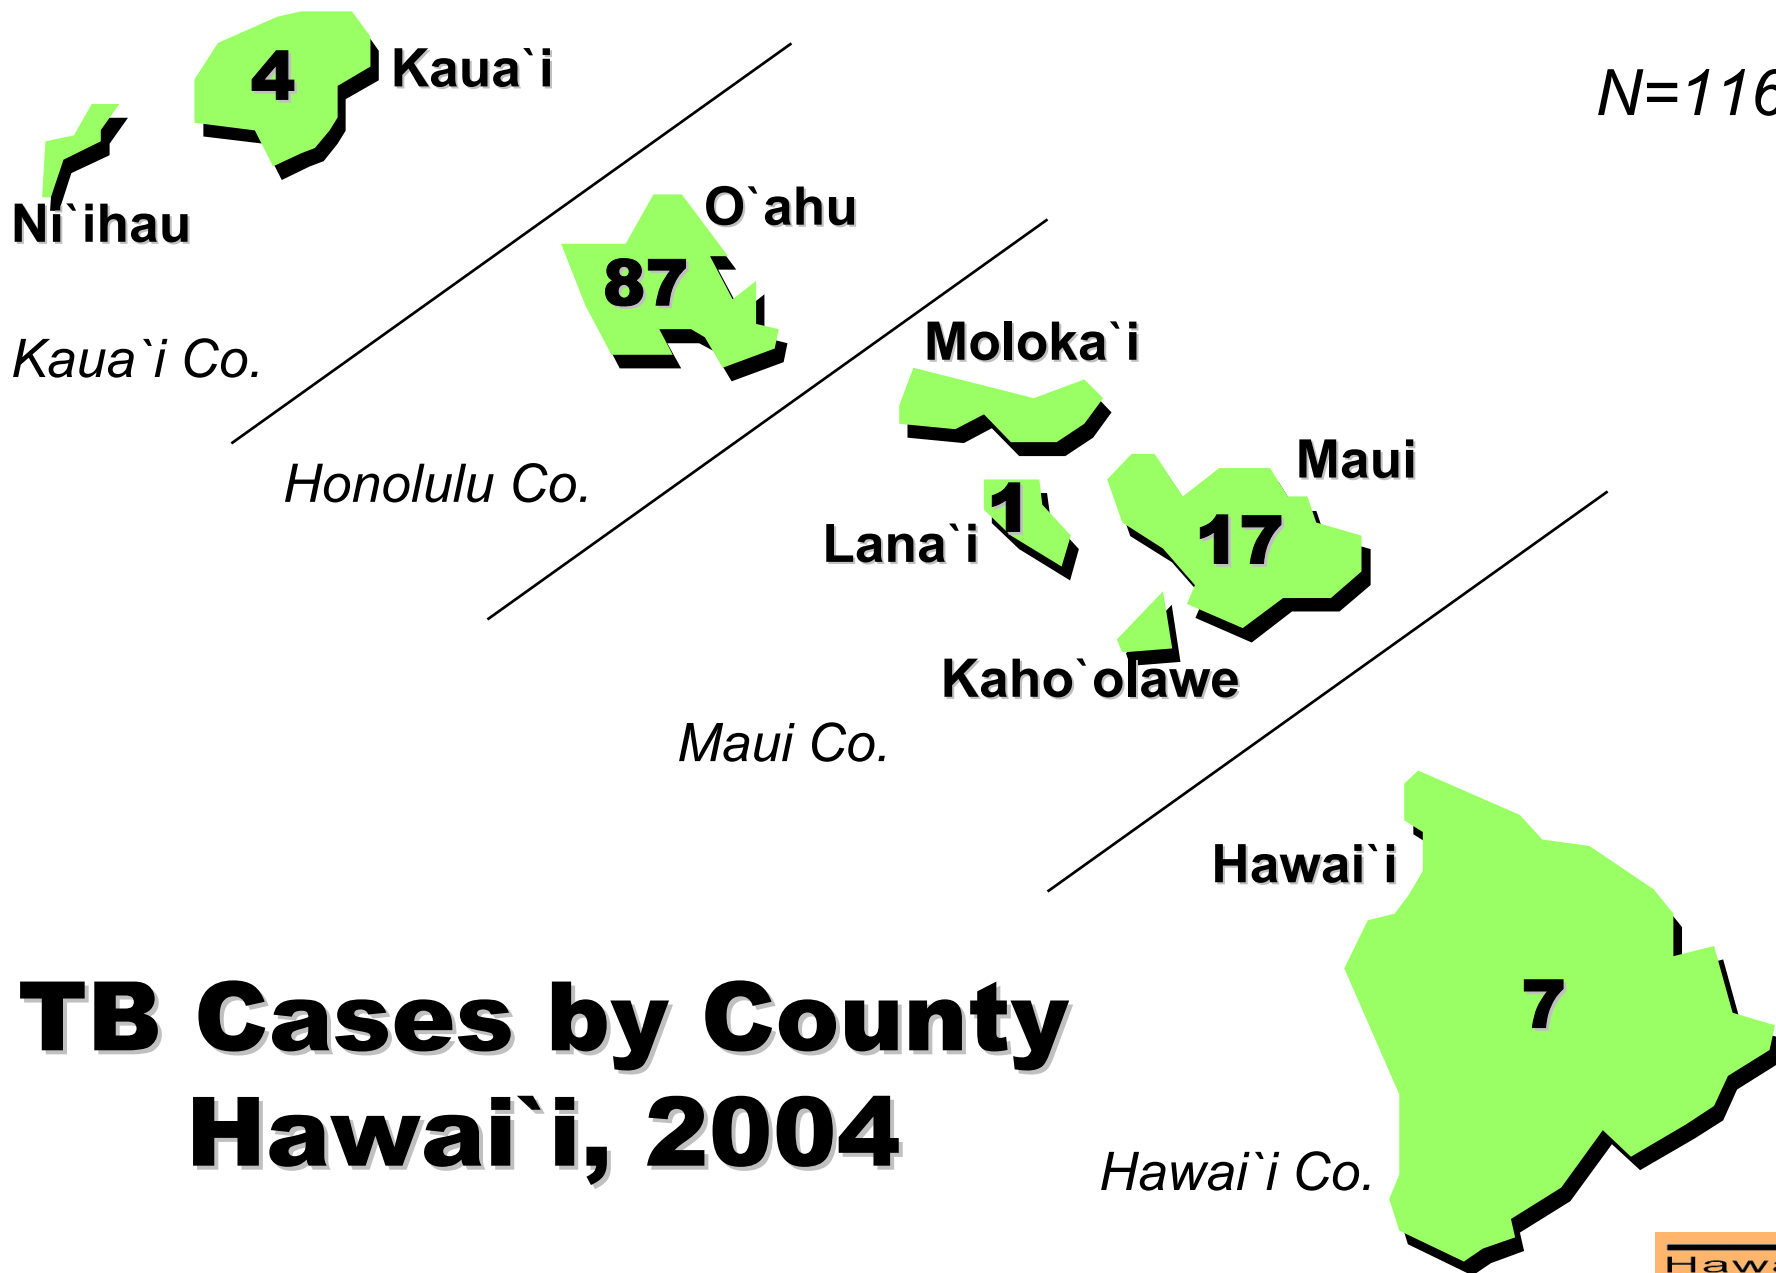 4
Kaua`i
N=116
Ni`ihau
O`ahu
87
Kaua`i Co.
Moloka`i
Honolulu Co.
Maui
1
Lana`i
17
Kaho`olawe
Maui Co.
Hawai`i
7
TB Cases by County
Hawai`i, 2004
Hawai`i Co.